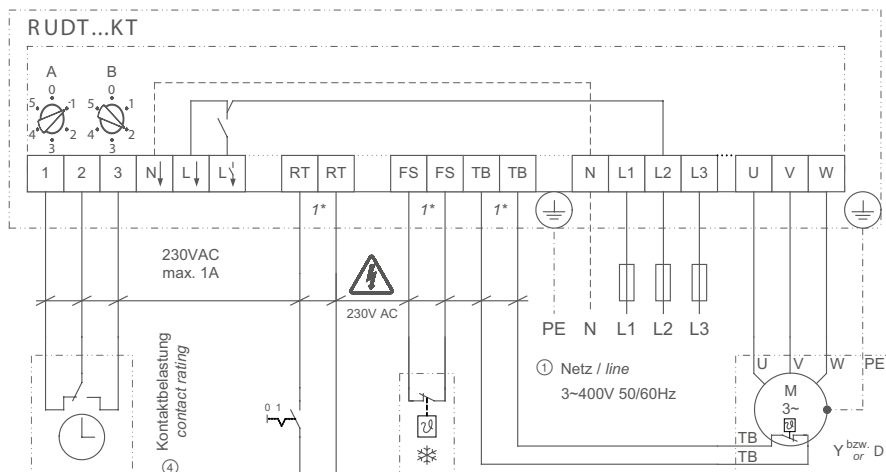 RUDT...KT
A B
0 0
5 1 5 1
4 2 4 2
3 3
1 2 3 N L L RT RT FS FS TB TB N L1 L2 L3 U V W
1* 1* 1*
230VAC
max. 1A
230V AC
PE N L1 L2 L3
① Netz / line
3~400V 50/60Hz
Kontaktbelastung
contact rating
④
0 1
U V W PE
M
3~
ϑ
ϑ
TB
TB
Y bzw. or D